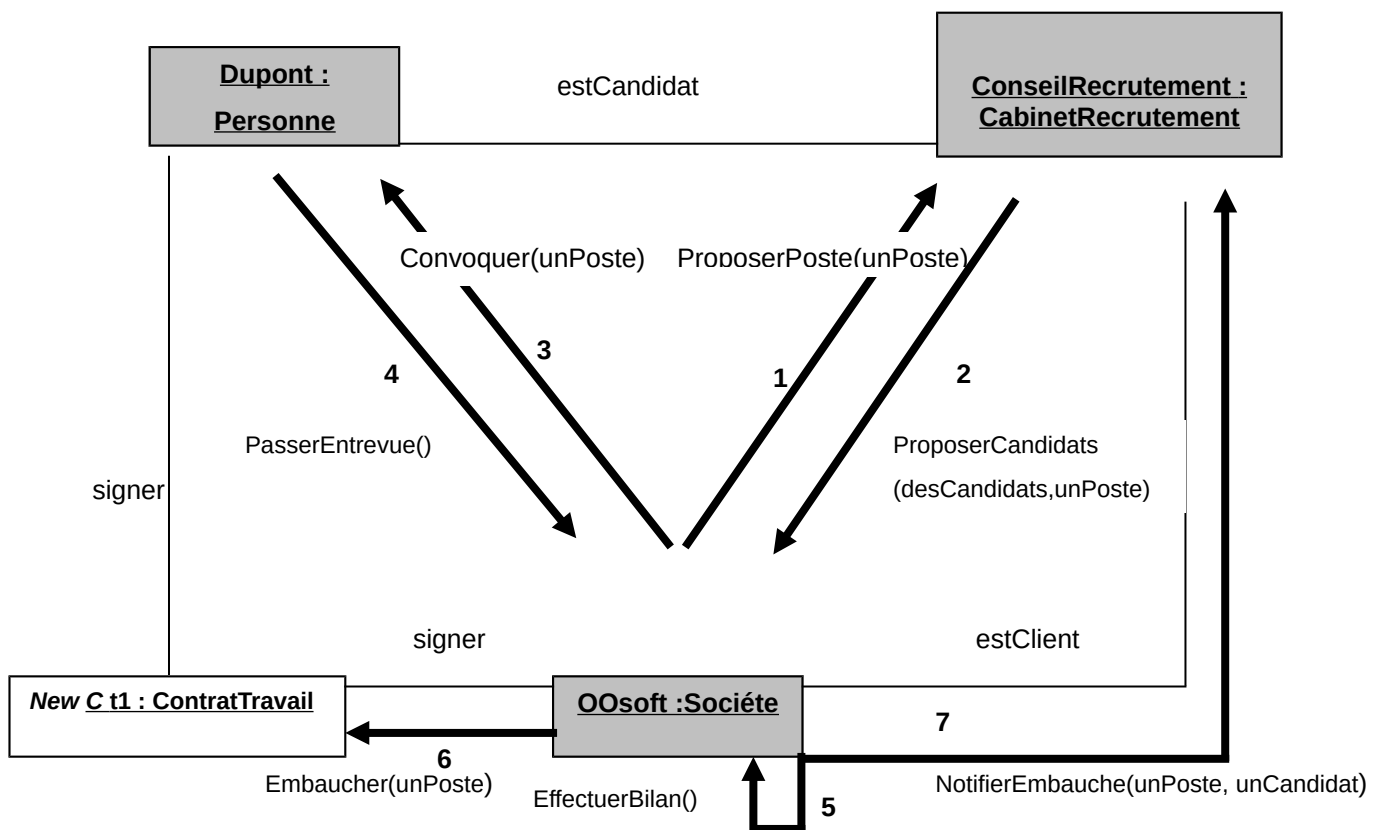 Dupont :
Personne
estCandidat
ConseilRecrutement :
CabinetRecrutement
Convoquer(unPoste)
ProposerPoste(unPoste)
3
4
1
2
PasserEntrevue()
ProposerCandidats
(desCandidats,unPoste)
signer
signer
estClient
New C t1 : ContratTravail
OOsoft :Sociéte
7
6
Embaucher(unPoste)
EffectuerBilan()
5
NotifierEmbauche(unPoste, unCandidat)